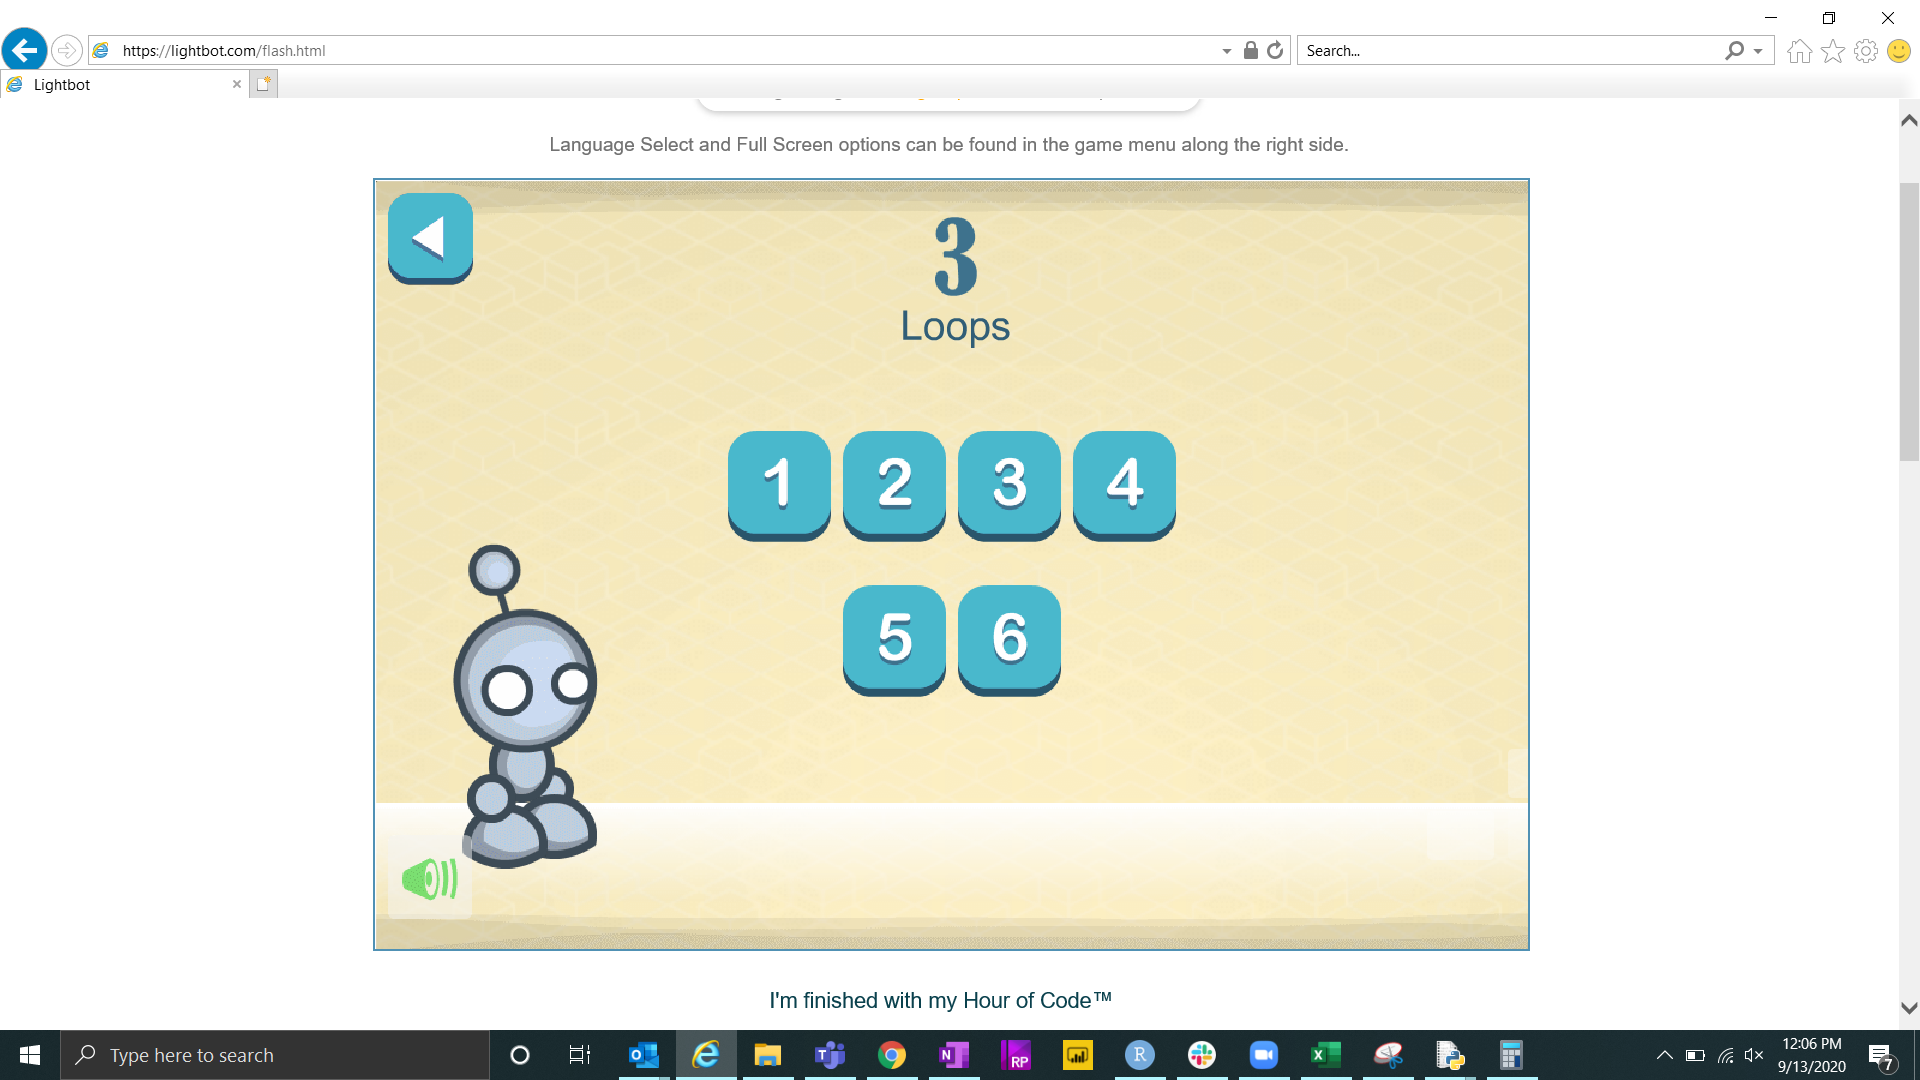 https://lightbot.com/flash.html
Search...
Lightbot
Language Select and Full Screen options can be found in the game menu along the right side.
3
Loops
1 2 3 4
5 6
I'm finished with my Hour of Code™
Type here to search
12:06 PM
9/13/2020
7